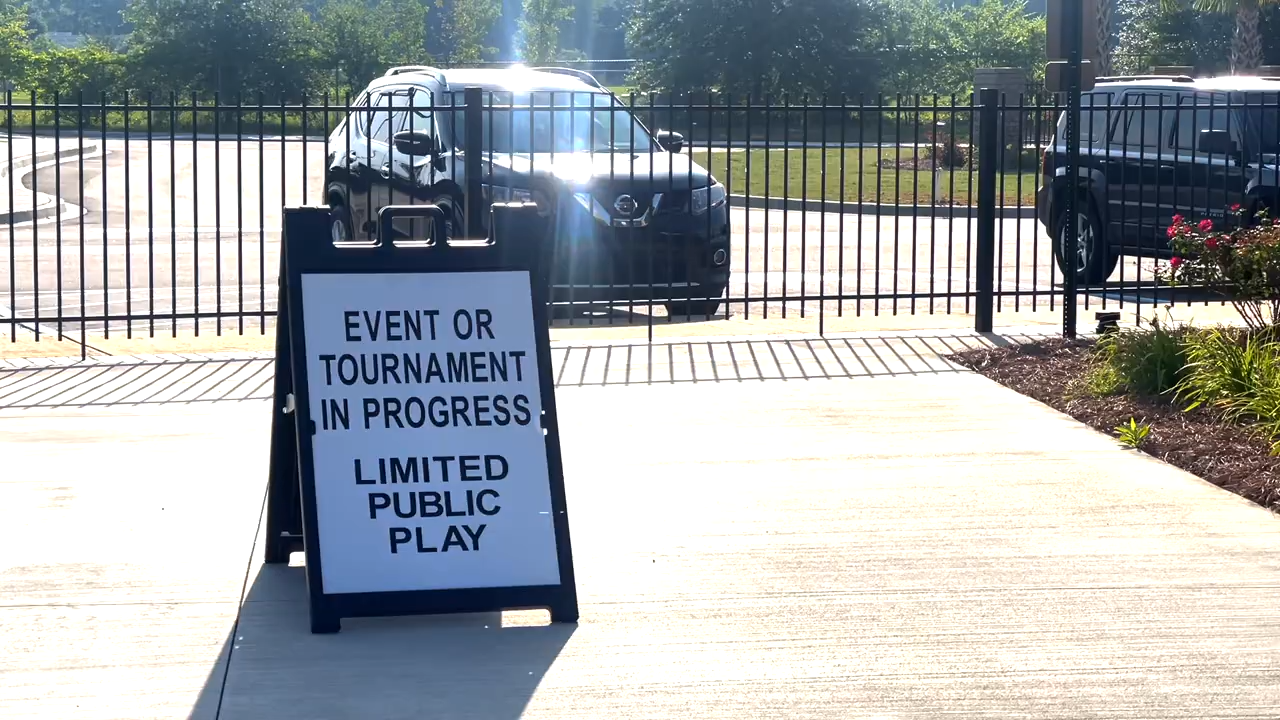 EVENT OR
TOURNAMENT
IN PROGRESS
LIMITED
PUBLIC
PLAY